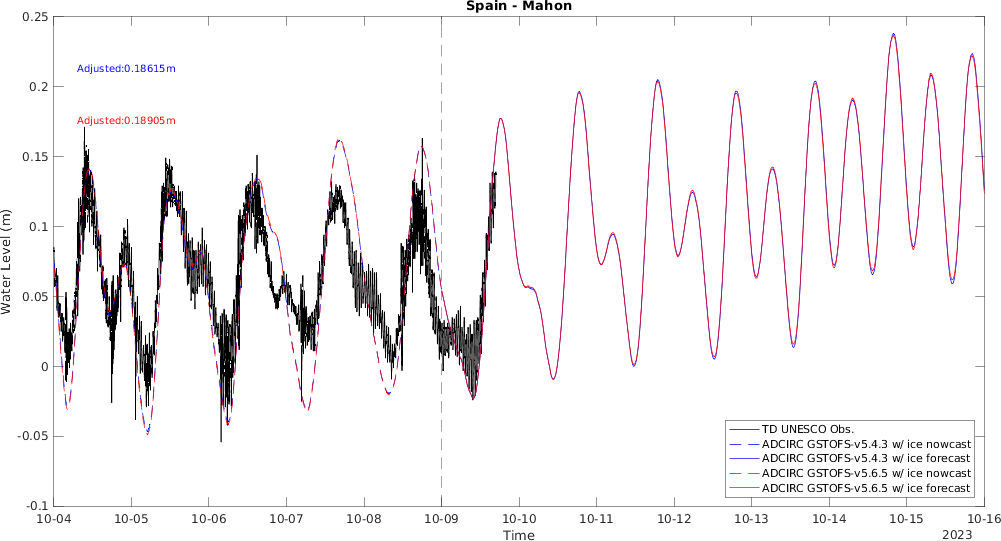 Spain - Mahon
0.25
0.2
0.15
0.1
0.05
0
-0.05
-0.1
Water Level (m)
Adjusted:0.18615m
Adjusted:0.18905m
TD UNESCO Obs.
ADCIRC GSTOFS-v5.4.3 w/ ice nowcast
ADCIRC GSTOFS-v5.4.3 w/ ice forecast
ADCIRC GSTOFS-v5.6.5 w/ ice nowcast
ADCIRC GSTOFS-v5.6.5 w/ ice forecast
10-04 10-05 10-06 10-07 10-08 10-09 10-10 10-11 10-12 10-13 10-14 10-15 10-16
Time
2023